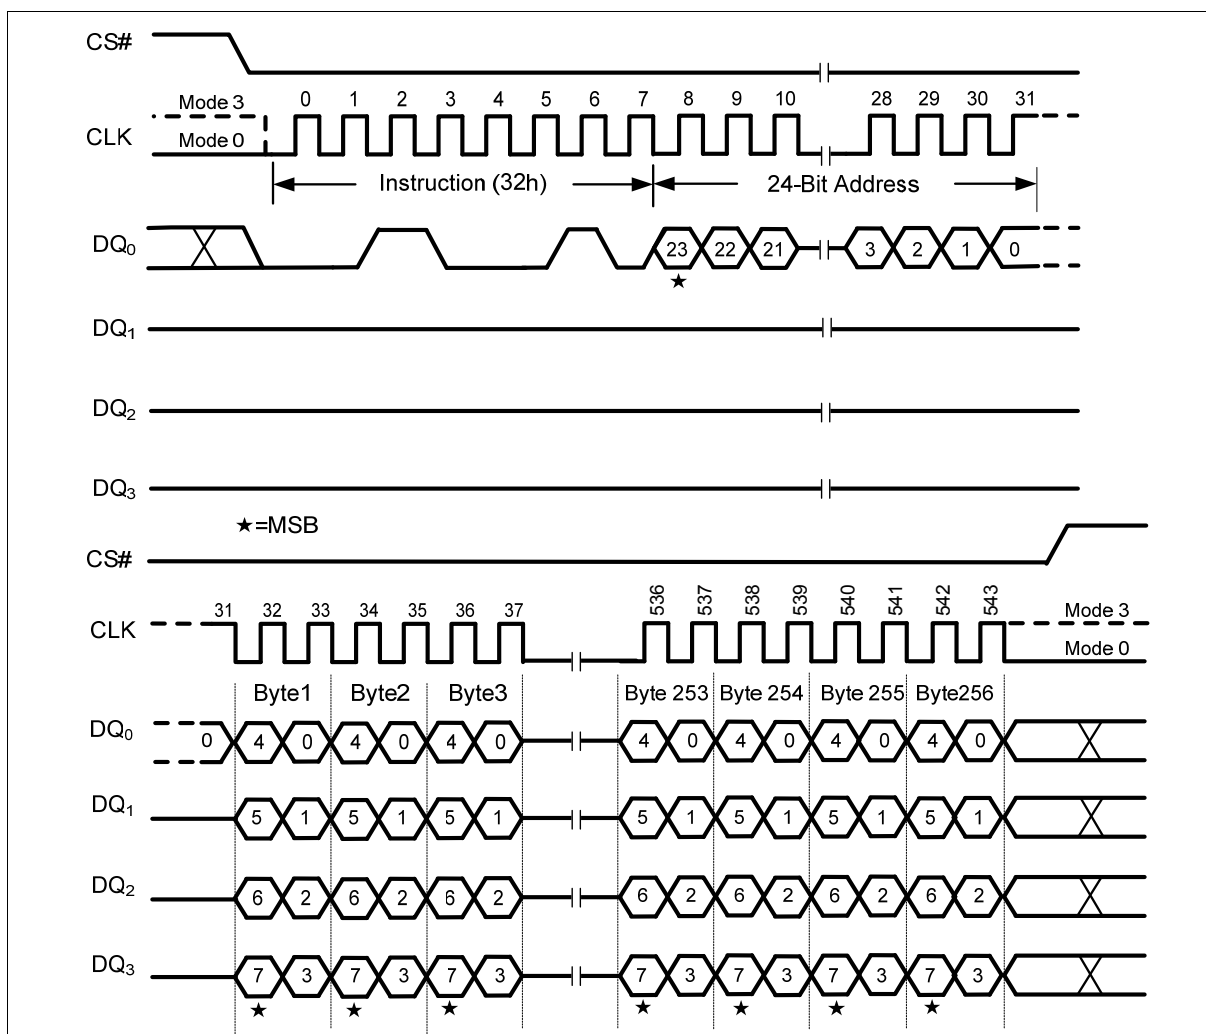 CS#
Mode 3 0 1 2 3 4 5 6 7 8 9 10 28 29 30 31
CLK Mode 0
Instruction (32h) 24-Bit Address
DQ0 23 22 21 3 2 1 0
★
DQ1
DQ2
DQ3
★=MSB
CS#
31 32 33 34 35 36 37 536 537 538 539 540 541 542 543 Mode 3
CLK Mode 0
Byte1 Byte2 Byte3 Byte 253 Byte 254 Byte 255 Byte256
DQ0 0 4 0 4 0 4 0 4 0 4 0 4 0 4 0
DQ1 5 1 5 1 5 1 5 1 5 1 5 1 5 1
DQ2 6 2 6 2 6 2 6 2 6 2 6 2 6 2
DQ3 7 3 7 3 7 3 7 3 7 3 7 3 7 3
★ ★ ★ ★ ★ ★ ★